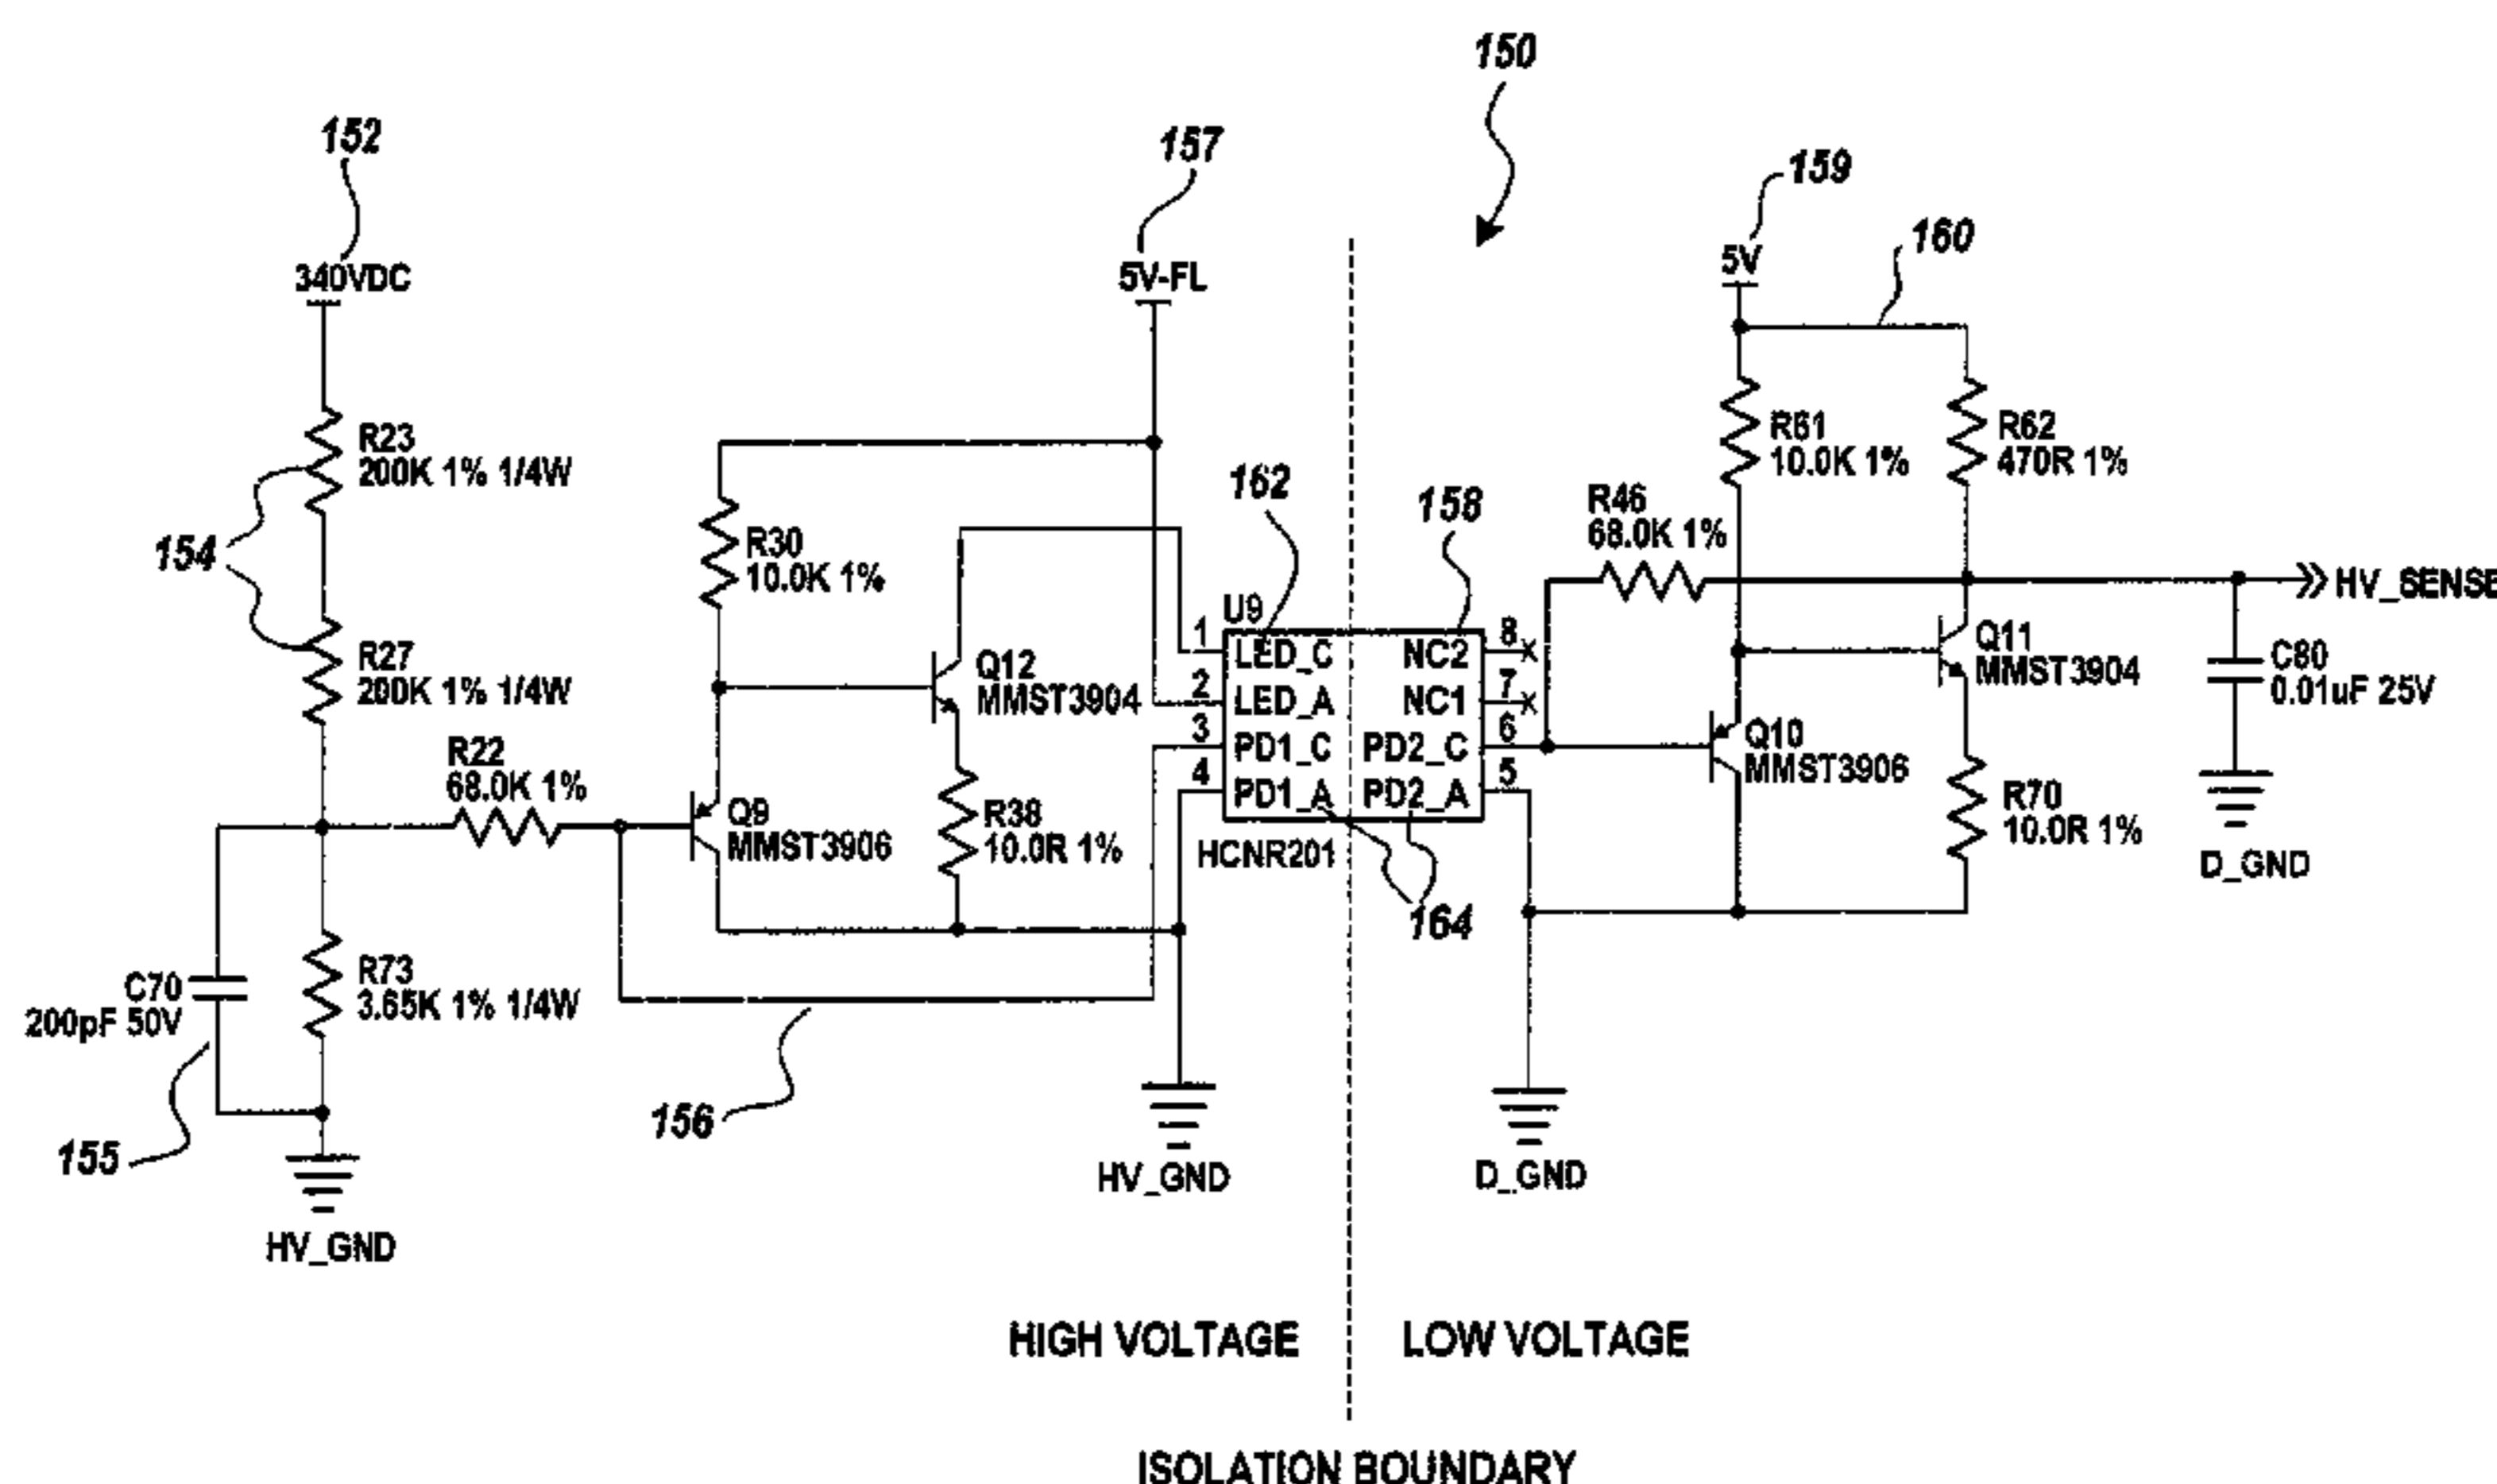 150
152
157
159
160
340VDC
5V-FL
5V
R23
200K 1% 1/4W
154
R27
200K 1% 1/4W
R22
68.0K 1%
C70
200pF 50V
R73
3.65K 1% 1/4W
155
HV_GND
R30
10.0K 1%
Q9
MMST3906
Q12
MMST3904
R38
10.0R 1%
156
HV_GND
162
158
U9
1 LED_C NC2 8
2 LED_A NC1 7
3 PD1_C PD2_C 6
4 PD1_A PD2_A 5
HCNR201
164
D_GND
R46
68.0K 1%
R61
10.0K 1%
R62
470R 1%
HV_SENSE
Q11
MMST3904
Q10
MMST3906
R70
10.0R 1%
C80
0.01uF 25V
D_GND
HIGH VOLTAGE
LOW VOLTAGE
ISOLATION BOUNDARY